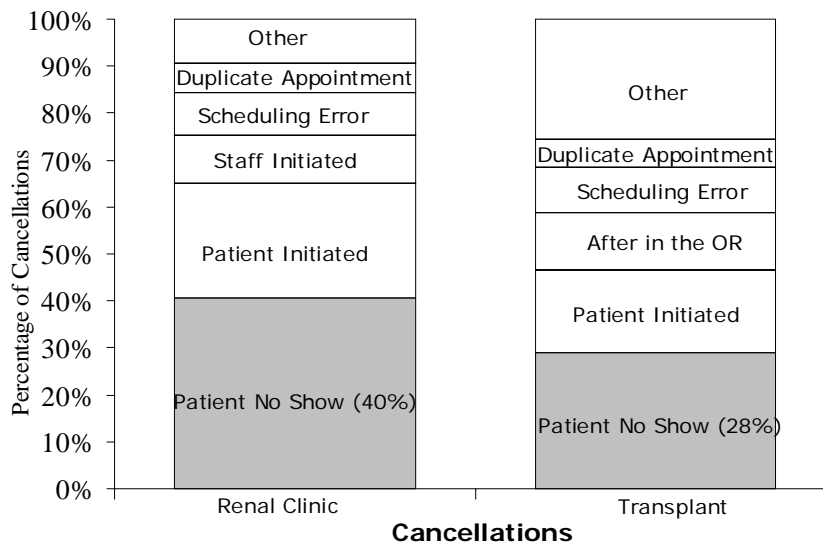 100%
90%
80%
70%
60%
50%
40%
30%
20%
10%
0%
Percentage of Cancellations
Other
Duplicate Appointment
Scheduling Error
Staff Initiated
Patient Initiated
Patient No Show (40%)
Renal Clinic
Other
Duplicate Appointment
Scheduling Error
After in the OR
Patient Initiated
Patient No Show (28%)
Transplant
Cancellations